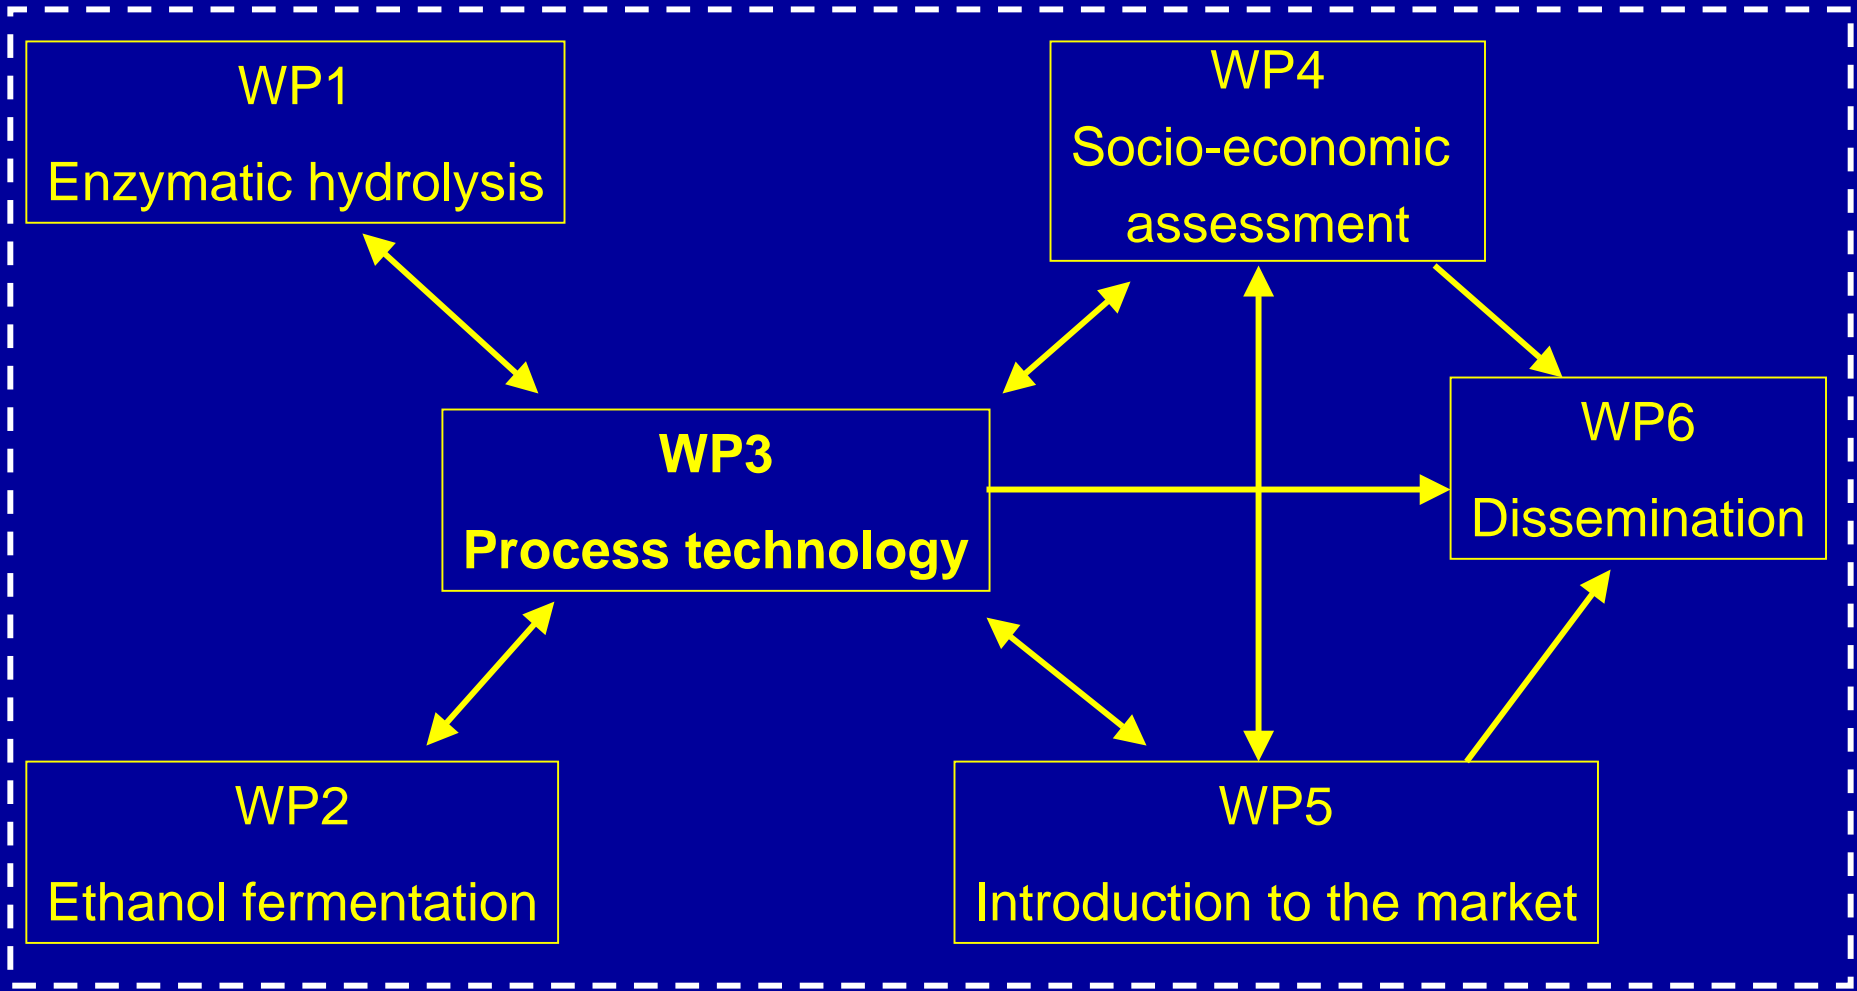 WP1
Enzymatic hydrolysis
WP4
Socio-economic
assessment
WP3
Process technology
WP6
Dissemination
WP2
Ethanol fermentation
WP5
Introduction to the market